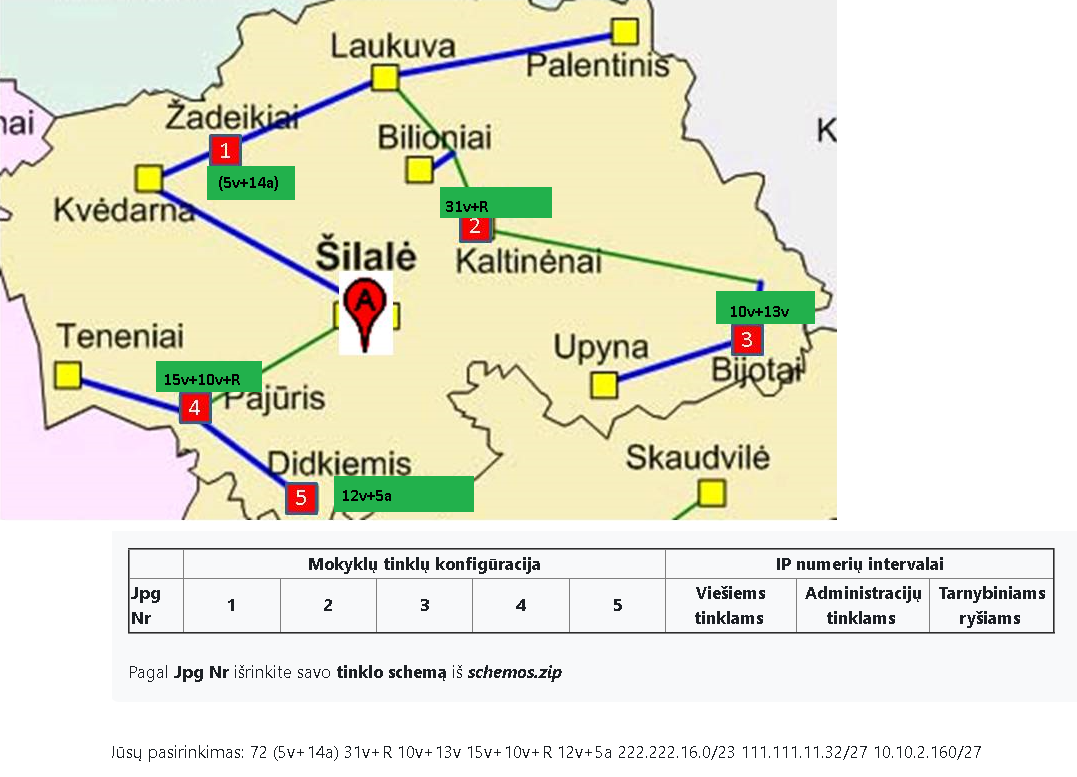 Laukuva
Palentinis
Žadeikiai
nai
Bilioniai
K
1
(5v+14a)
Kvėdarna
31v+R
2
Šilalė
Kaltinėnai
A
10v+13v
3
Teneniai
Upyna
Bijotai
15v+10v+R
4
Pajūris
Didkiemis
Skaudvilė
5
12v+5a
Mokyklų tinklų konfigūracija IP numerių intervalai
Jpg Nr 1 2 3 4 5 Viešiems tinklams Administracijų tinklams Tarnybiniams ryšiams
Pagal Jpg Nr išrinkite savo tinklo schemą iš schemos.zip
Jūsų pasirinkimas: 72 (5v+14a) 31v+R 10v+13v 15v+10v+R 12v+5a 222.222.16.0/23 111.111.11.32/27 10.10.2.160/27